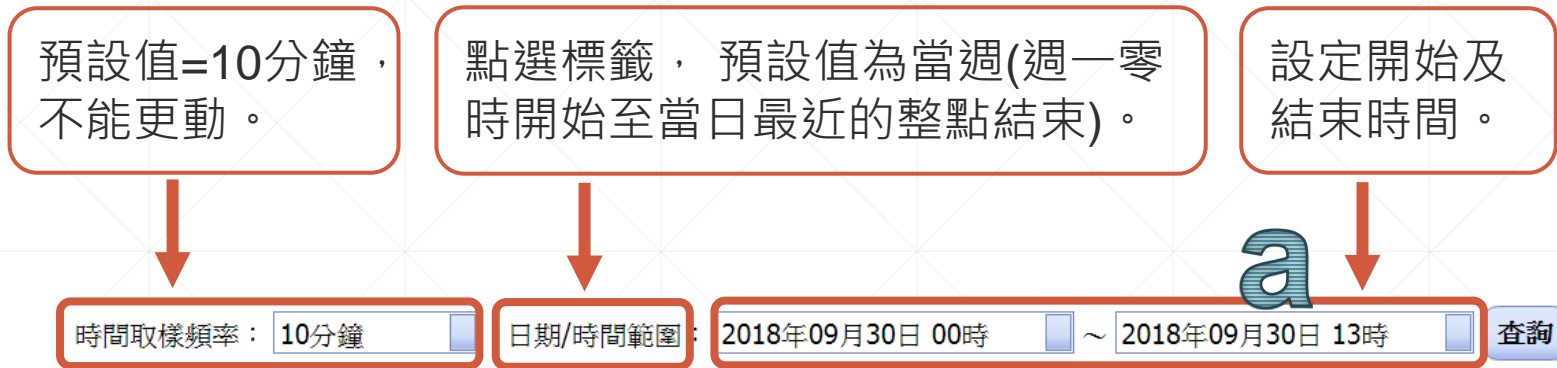 預設值=10分鐘，
不能更動。
點選標籤， 預設值為當週(週一零
時開始至當日最近的整點結束)。
設定開始及
結束時間。
a
時間取樣頻率： 10分鐘 日期/時間範圍： 2018年09月30日 00時 ～ 2018年09月30日 13時 查詢